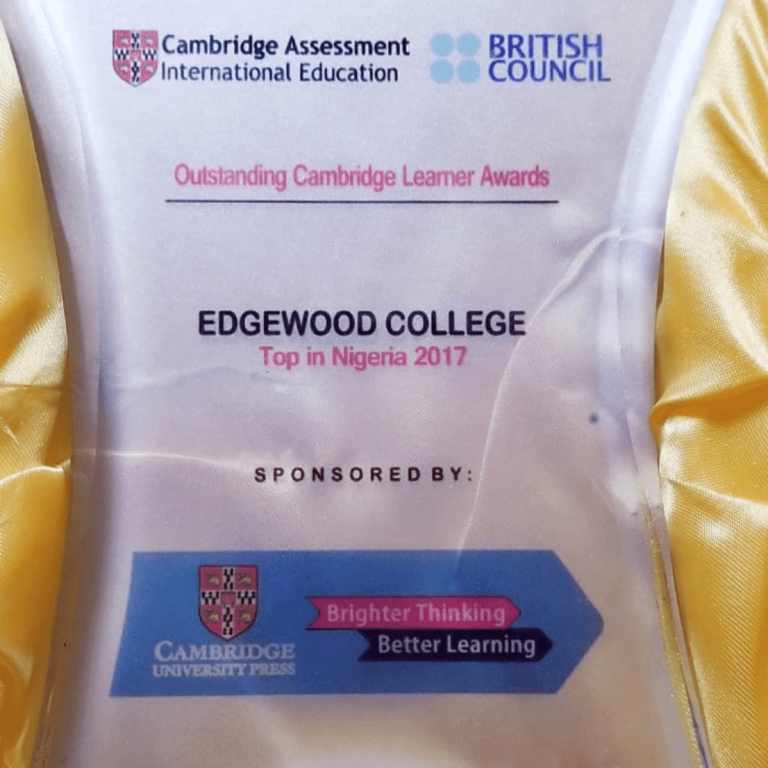 Cambridge Assessment
International Education
BRITISH
COUNCIL
Outstanding Cambridge Learner Awards
EDGEWOOD COLLEGE
Top in Nigeria 2017
SPONSORED BY:
CAMBRIDGE
UNIVERSITY PRESS
Brighter Thinking
Better Learning